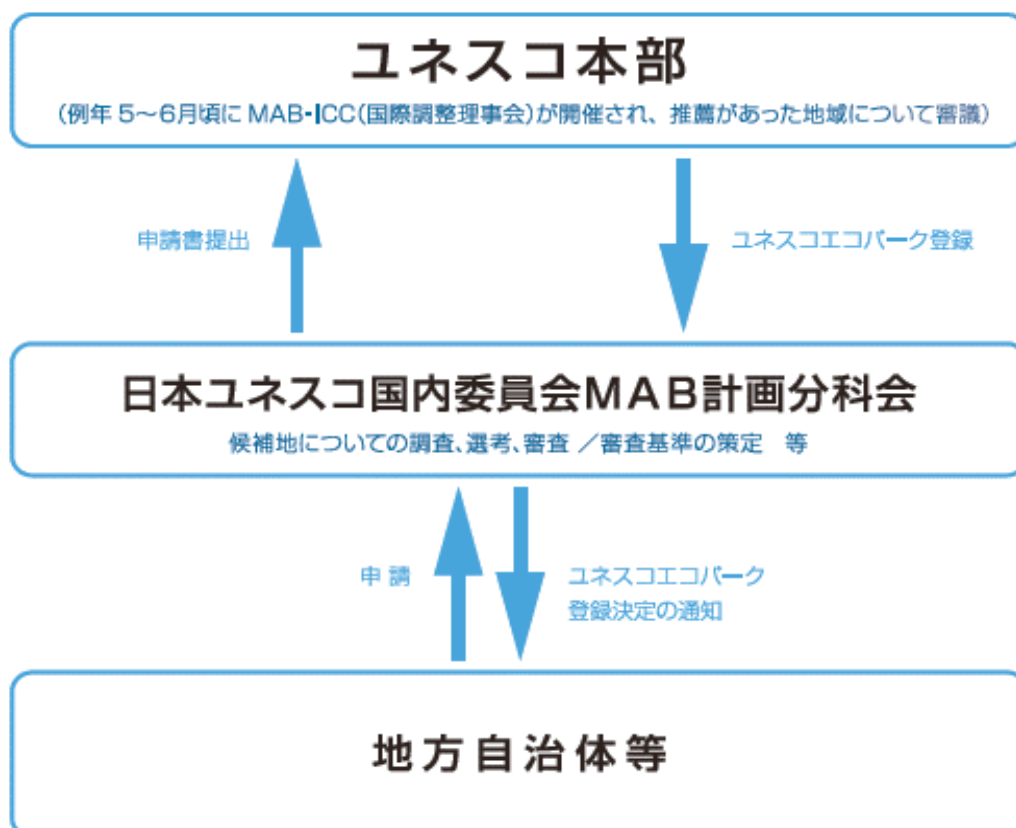 ユネスコ本部
(例年5〜6月頃にMAB・ICC(国際調整理事会)が開催され、推薦があった地域について審議)
申請書提出
ユネスコエコパーク登録
日本ユネスコ国内委員会MAB計画分科会
候補地についての調査、選考、審査／審査基準の策定　等
申 請
ユネスコエコパーク
登録決定の通知
地方自治体等